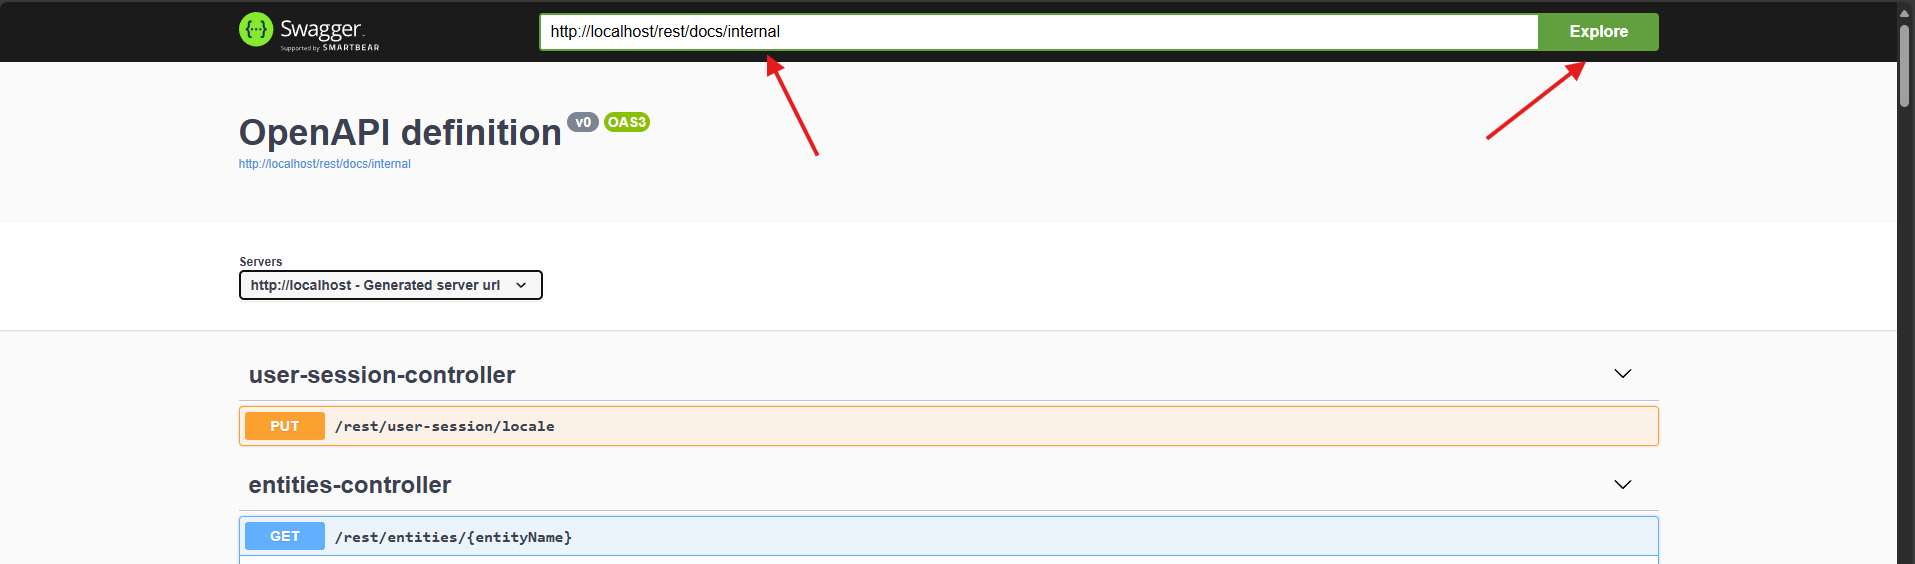 {...} Swagger
Supported by SMARTBEAR
http://localhost/rest/docs/internal
Explore
OpenAPI definition v0 OAS3
http://localhost/rest/docs/internal
Servers
http://localhost - Generated server url
user-session-controller
PUT /rest/user-session/locale
entities-controller
GET /rest/entities/{entityName}